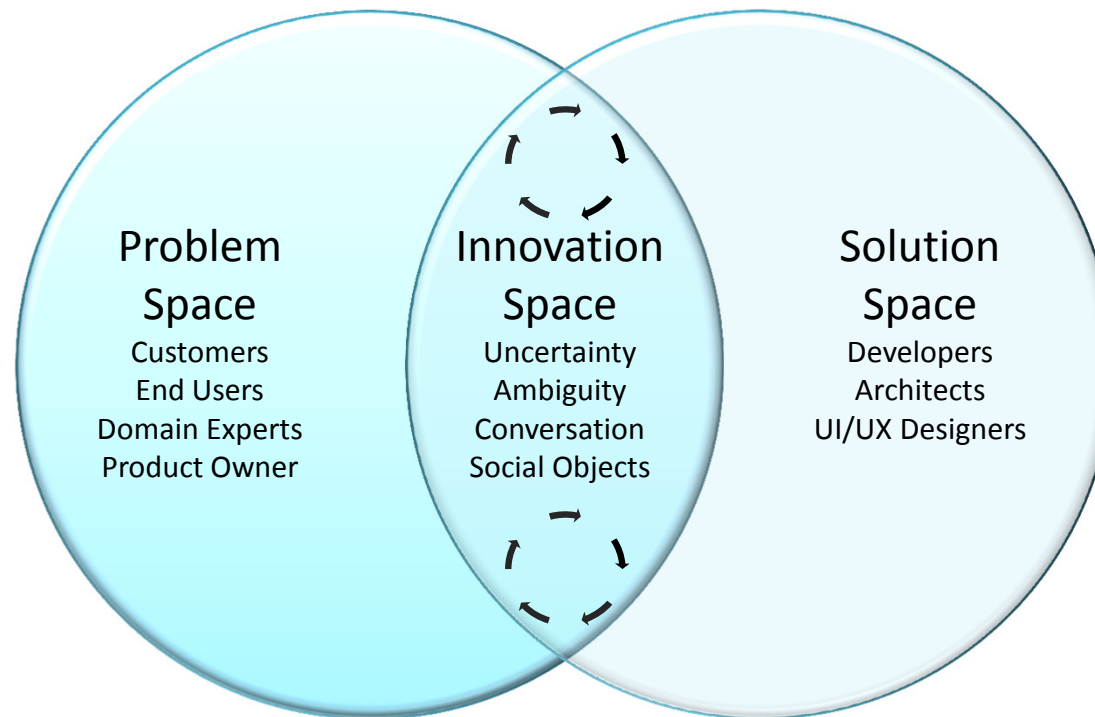 Problem
Space
Customers
End Users
Domain Experts
Product Owner
Innovation
Space
Uncertainty
Ambiguity
Conversation
Social Objects
Solution
Space
Developers
Architects
UI/UX Designers